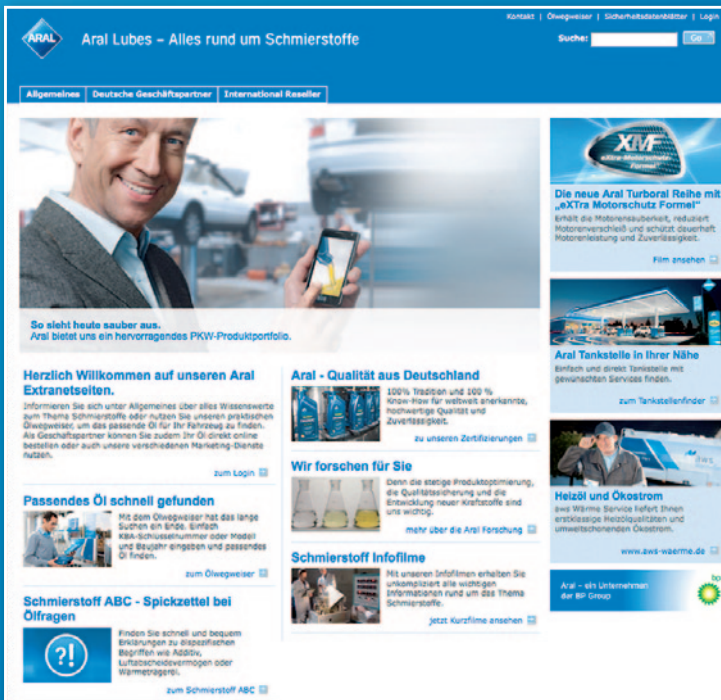 Kontakt | Ölwegweiser | Sicherheitsdatenblätter | Login
ARAL
Aral Lubes – Alles rund um Schmierstoffe
Suche:
Go
Allgemeines
Deutsche Geschäftspartner
International Reseller
So sieht heute sauber aus.
Aral bietet uns ein hervorragendes PKW-Produktportfolio.
Herzlich Willkommen auf unseren Aral
Extranetseiten.
Informieren Sie sich unter Allgemeines über alles Wissenswerte
zum Thema Schmierstoffe oder nutzen Sie unseren praktischen
Ölwegweiser, um das passende Öl für Ihr Fahrzeug zu finden.
Als Geschäftspartner können Sie zudem Ihr Öl direkt online
bestellen oder auch unsere verschiedenen Marketing-Dienste
nutzen.
zum Login
Passendes Öl schnell gefunden
Mit dem Ölwegweiser hat das lange
Suchen ein Ende. Einfach
KBA-Schlüsselnummer oder Modell
und Baujahr eingeben und passendes
Öl finden.
zum Ölwegweiser
Schmierstoff ABC - Spickzettel bei
Ölfragen
?!
Finden Sie schnell und bequem
Erklärungen zu ölspezifischen
Begriffen wie Additiv,
Luftabscheidevermögen oder
Wärmeträgeröl.
zum Schmierstoff ABC
Aral - Qualität aus Deutschland
100% Tradition und 100 %
Know-How für weltweit anerkannte,
hochwertige Qualität und
Zuverlässigkeit.
zu unseren Zertifizierungen
Wir forschen für Sie
Denn die stetige Produktoptimierung,
die Qualitätssicherung und die
Entwicklung neuer Kraftstoffe sind
uns wichtig.
mehr über die Aral Forschung
Schmierstoff Infofilme
Mit unseren Infofilmen erhalten Sie
unkompliziert alle wichtigen
Informationen rund um das Thema
Schmierstoffe.
jetzt Kurzfilme ansehen
XMF
eXtra-Motorschutz-
Formel
Die neue Aral Turboral Reihe mit
„eXTra Motorschutz Formel“
Erhält die Motorensauberkeit, reduziert
Motorenverschleiß und schützt dauerhaft
Motorenleistung und Zuverlässigkeit.
Film ansehen
Aral Tankstelle in Ihrer Nähe
Einfach und direkt Tankstelle mit
gewünschten Services finden.
zum Tankstellenfinder
aws
Heizöl und Ökostrom
aws Wärme Service liefert Ihnen
erstklassige Heizölqualitäten und
umweltschonenden Ökostrom.
www.aws-waerme.de
Aral – ein Unternehmen
der BP Group
bp